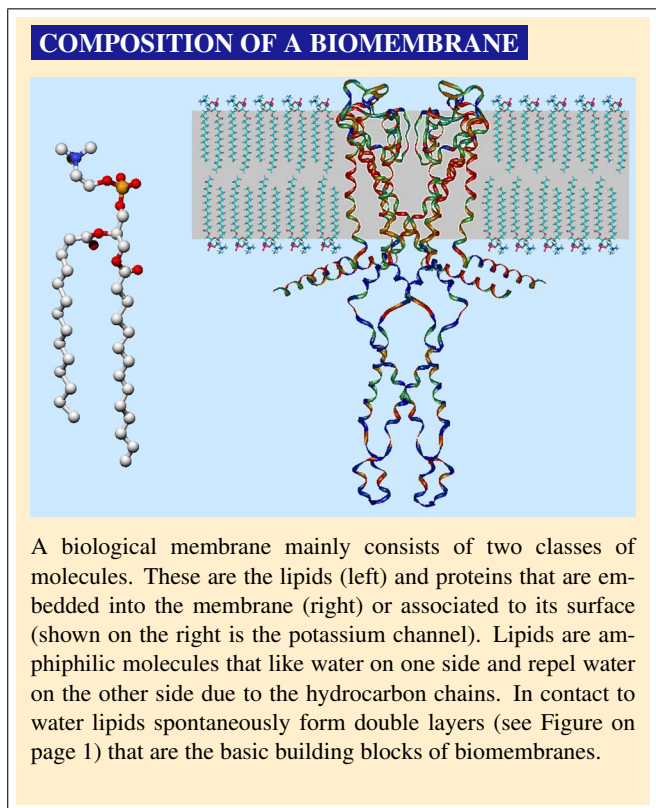 COMPOSITION OF A BIOMEMBRANE
A biological membrane mainly consists of two classes of
molecules. These are the lipids (left) and proteins that are em-
bedded into the membrane (right) or associated to its surface
(shown on the right is the potassium channel). Lipids are am-
phiphilic molecules that like water on one side and repel water
on the other side due to the hydrocarbon chains. In contact to
water lipids spontaneously form double layers (see Figure on
page 1) that are the basic building blocks of biomembranes.